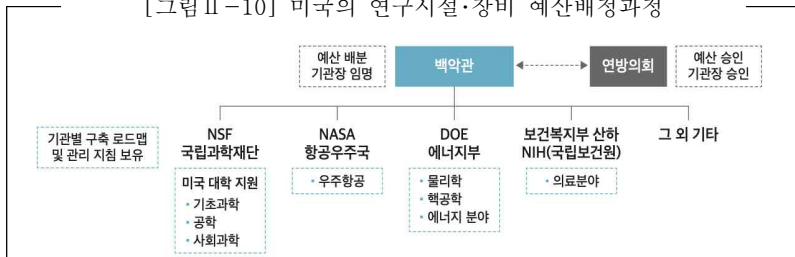 [그림Ⅱ-10] 미국의 연구시설·장비 예산배정과정
예산 배분
기관장 임명
백악관
연방의회
예산 승인
기관장 승인
기관별 구축 로드맵
및 관리 지침 보유
NSF
국립과학재단
NASA
항공우주국
DOE
에너지부
보건복지부 산하
NIH(국립보건원)
그 외 기타
미국 대학 지원
• 기초과학
• 공학
• 사회과학
• 우주항공
• 물리학
• 핵공학
• 에너지 분야
• 의료분야